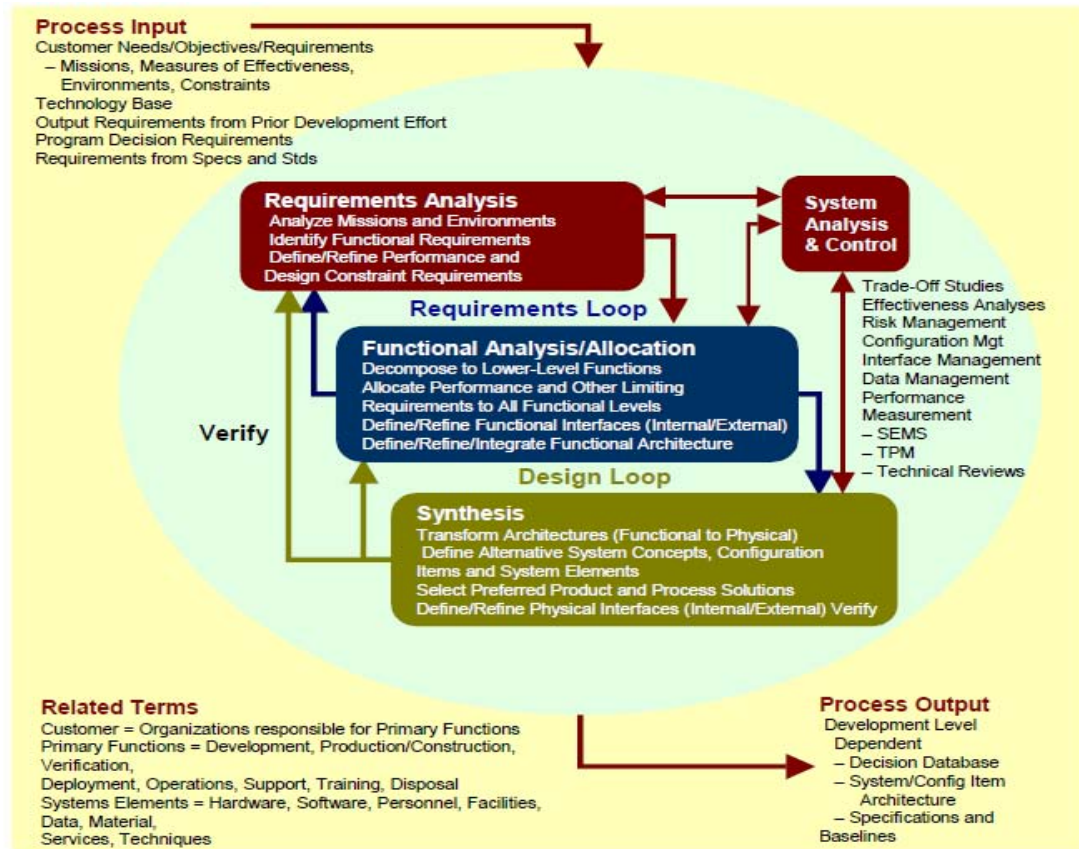 Process Input
Customer Needs/Objectives/Requirements
– Missions, Measures of Effectiveness,
Environments, Constraints
Technology Base
Output Requirements from Prior Development Effort
Program Decision Requirements
Requirements from Specs and Stds
Requirements Analysis
Analyze Missions and Environments
Identify Functional Requirements
Define/Refine Performance and
Design Constraint Requirements
System
Analysis
& Control
Trade-Off Studies
Effectiveness Analyses
Risk Management
Configuration Mgt
Interface Management
Data Management
Performance
Measurement
– SEMS
– TPM
– Technical Reviews
Requirements Loop
Functional Analysis/Allocation
Decompose to Lower-Level Functions
Allocate Performance and Other Limiting
Requirements to All Functional Levels
Define/Refine Functional Interfaces (Internal/External)
Define/Refine/Integrate Functional Architecture
Verify
Design Loop
Synthesis
Transform Architectures (Functional to Physical)
Define Alternative System Concepts, Configuration
Items and System Elements
Select Preferred Product and Process Solutions
Define/Refine Physical Interfaces (Internal/External) Verify
Related Terms
Customer = Organizations responsible for Primary Functions
Primary Functions = Development, Production/Construction,
Verification,
Deployment, Operations, Support, Training, Disposal
Systems Elements = Hardware, Software, Personnel, Facilities,
Data, Material,
Services, Techniques
Process Output
Development Level
Dependent
– Decision Database
– System/Config Item
Architecture
– Specifications and
Baselines